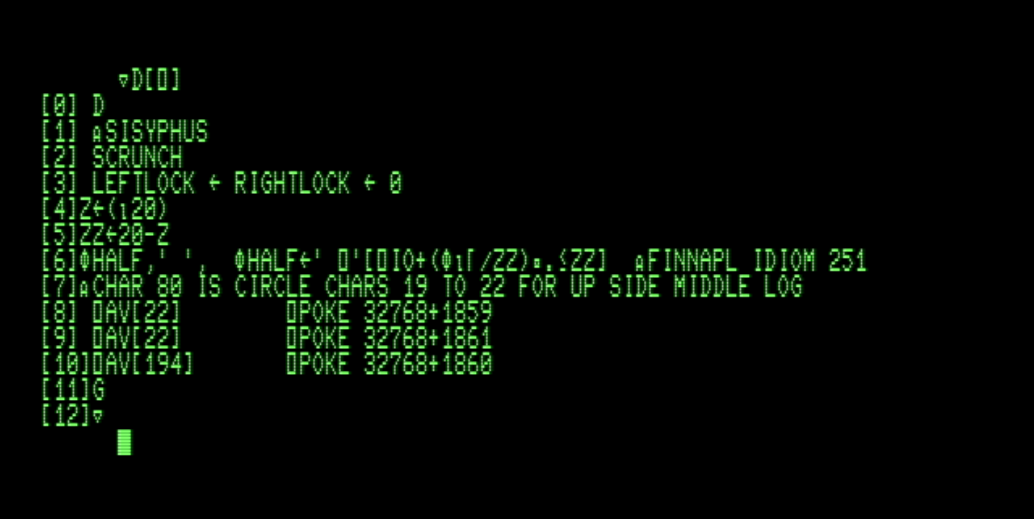 ∇D[⎕]
[0] D
[1] ⍝SISYPHUS
[2] SCRUNCH
[3] LEFTLOCK ← RIGHTLOCK ← 0
[4]Z←(⍳20)
[5]ZZ←20-Z
[6]⌽HALF,' ', ⌽HALF←' ⎕'[⎕IO+(⌽⍳⌈/ZZ)∘.≤ZZ] ⍝FINNAPL IDIOM 251
[7]⍝CHAR 80 IS CIRCLE CHARS 19 TO 22 FOR UP SIDE MIDDLE LOG
[8] ⎕AV[22] ⎕POKE 32768+1859
[9] ⎕AV[22] ⎕POKE 32768+1861
[10]⎕AV[194] ⎕POKE 32768+1860
[11]G
[12]∇